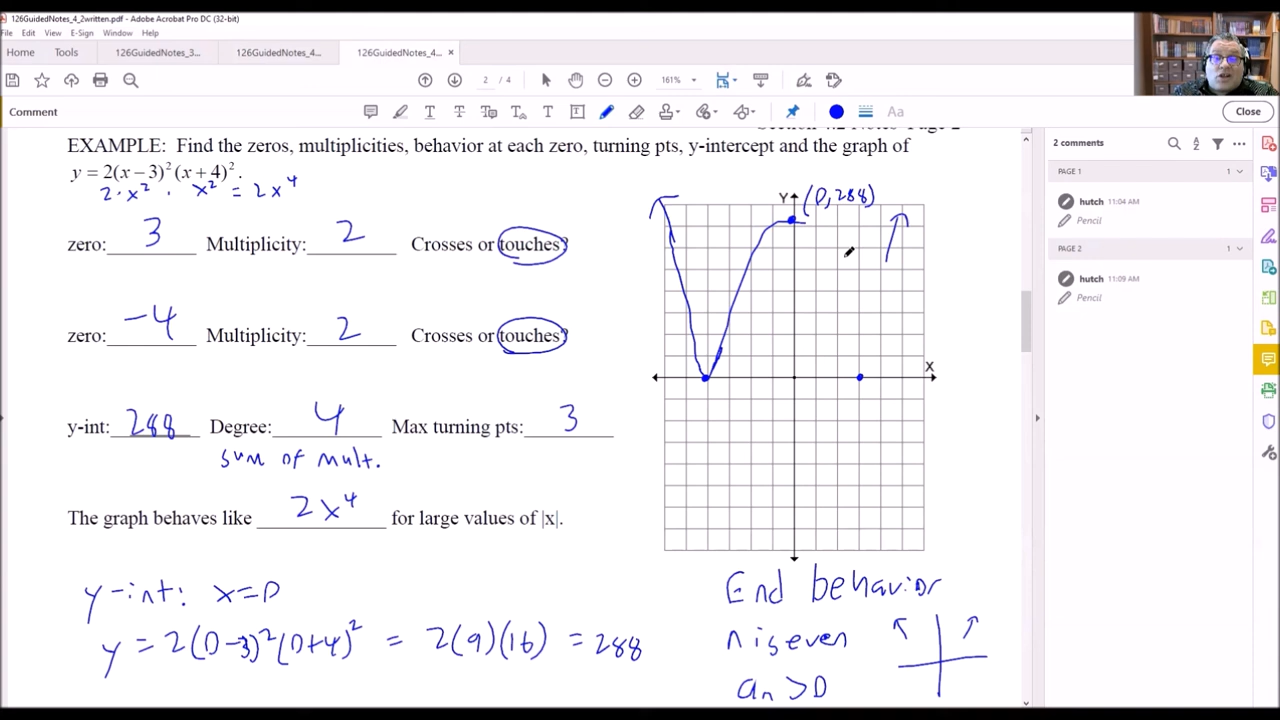 126GuidedNotes_4_2written.pdf - Adobe Acrobat Pro DC (32-bit)
File Edit View E-Sign Window Help
Home Tools 126GuidedNotes_3... 126GuidedNotes_4... 126GuidedNotes_4... ×
2 / 4 161%
Comment
Close
EXAMPLE: Find the zeros, multiplicities, behavior at each zero, turning pts, y-intercept and the graph of
y = 2(x – 3)²(x + 4)².
2·x² · x² = 2x⁴
zero: 3 Multiplicity: 2 Crosses or touches?
zero: -4 Multiplicity: 2 Crosses or touches?
y-int: 288 Degree: 4 Max turning pts: 3
sum of mult.
The graph behaves like 2x⁴ for large values of |x|.
y-int: x=0
y = 2(0-3)²(0+4)² = 2(9)(16) = 288
Y (0,288)
X
End behavior
n is even
aₙ >0
2 comments
PAGE 1 1
hutch 11:04 AM
Pencil
PAGE 2 1
hutch 11:09 AM
Pencil